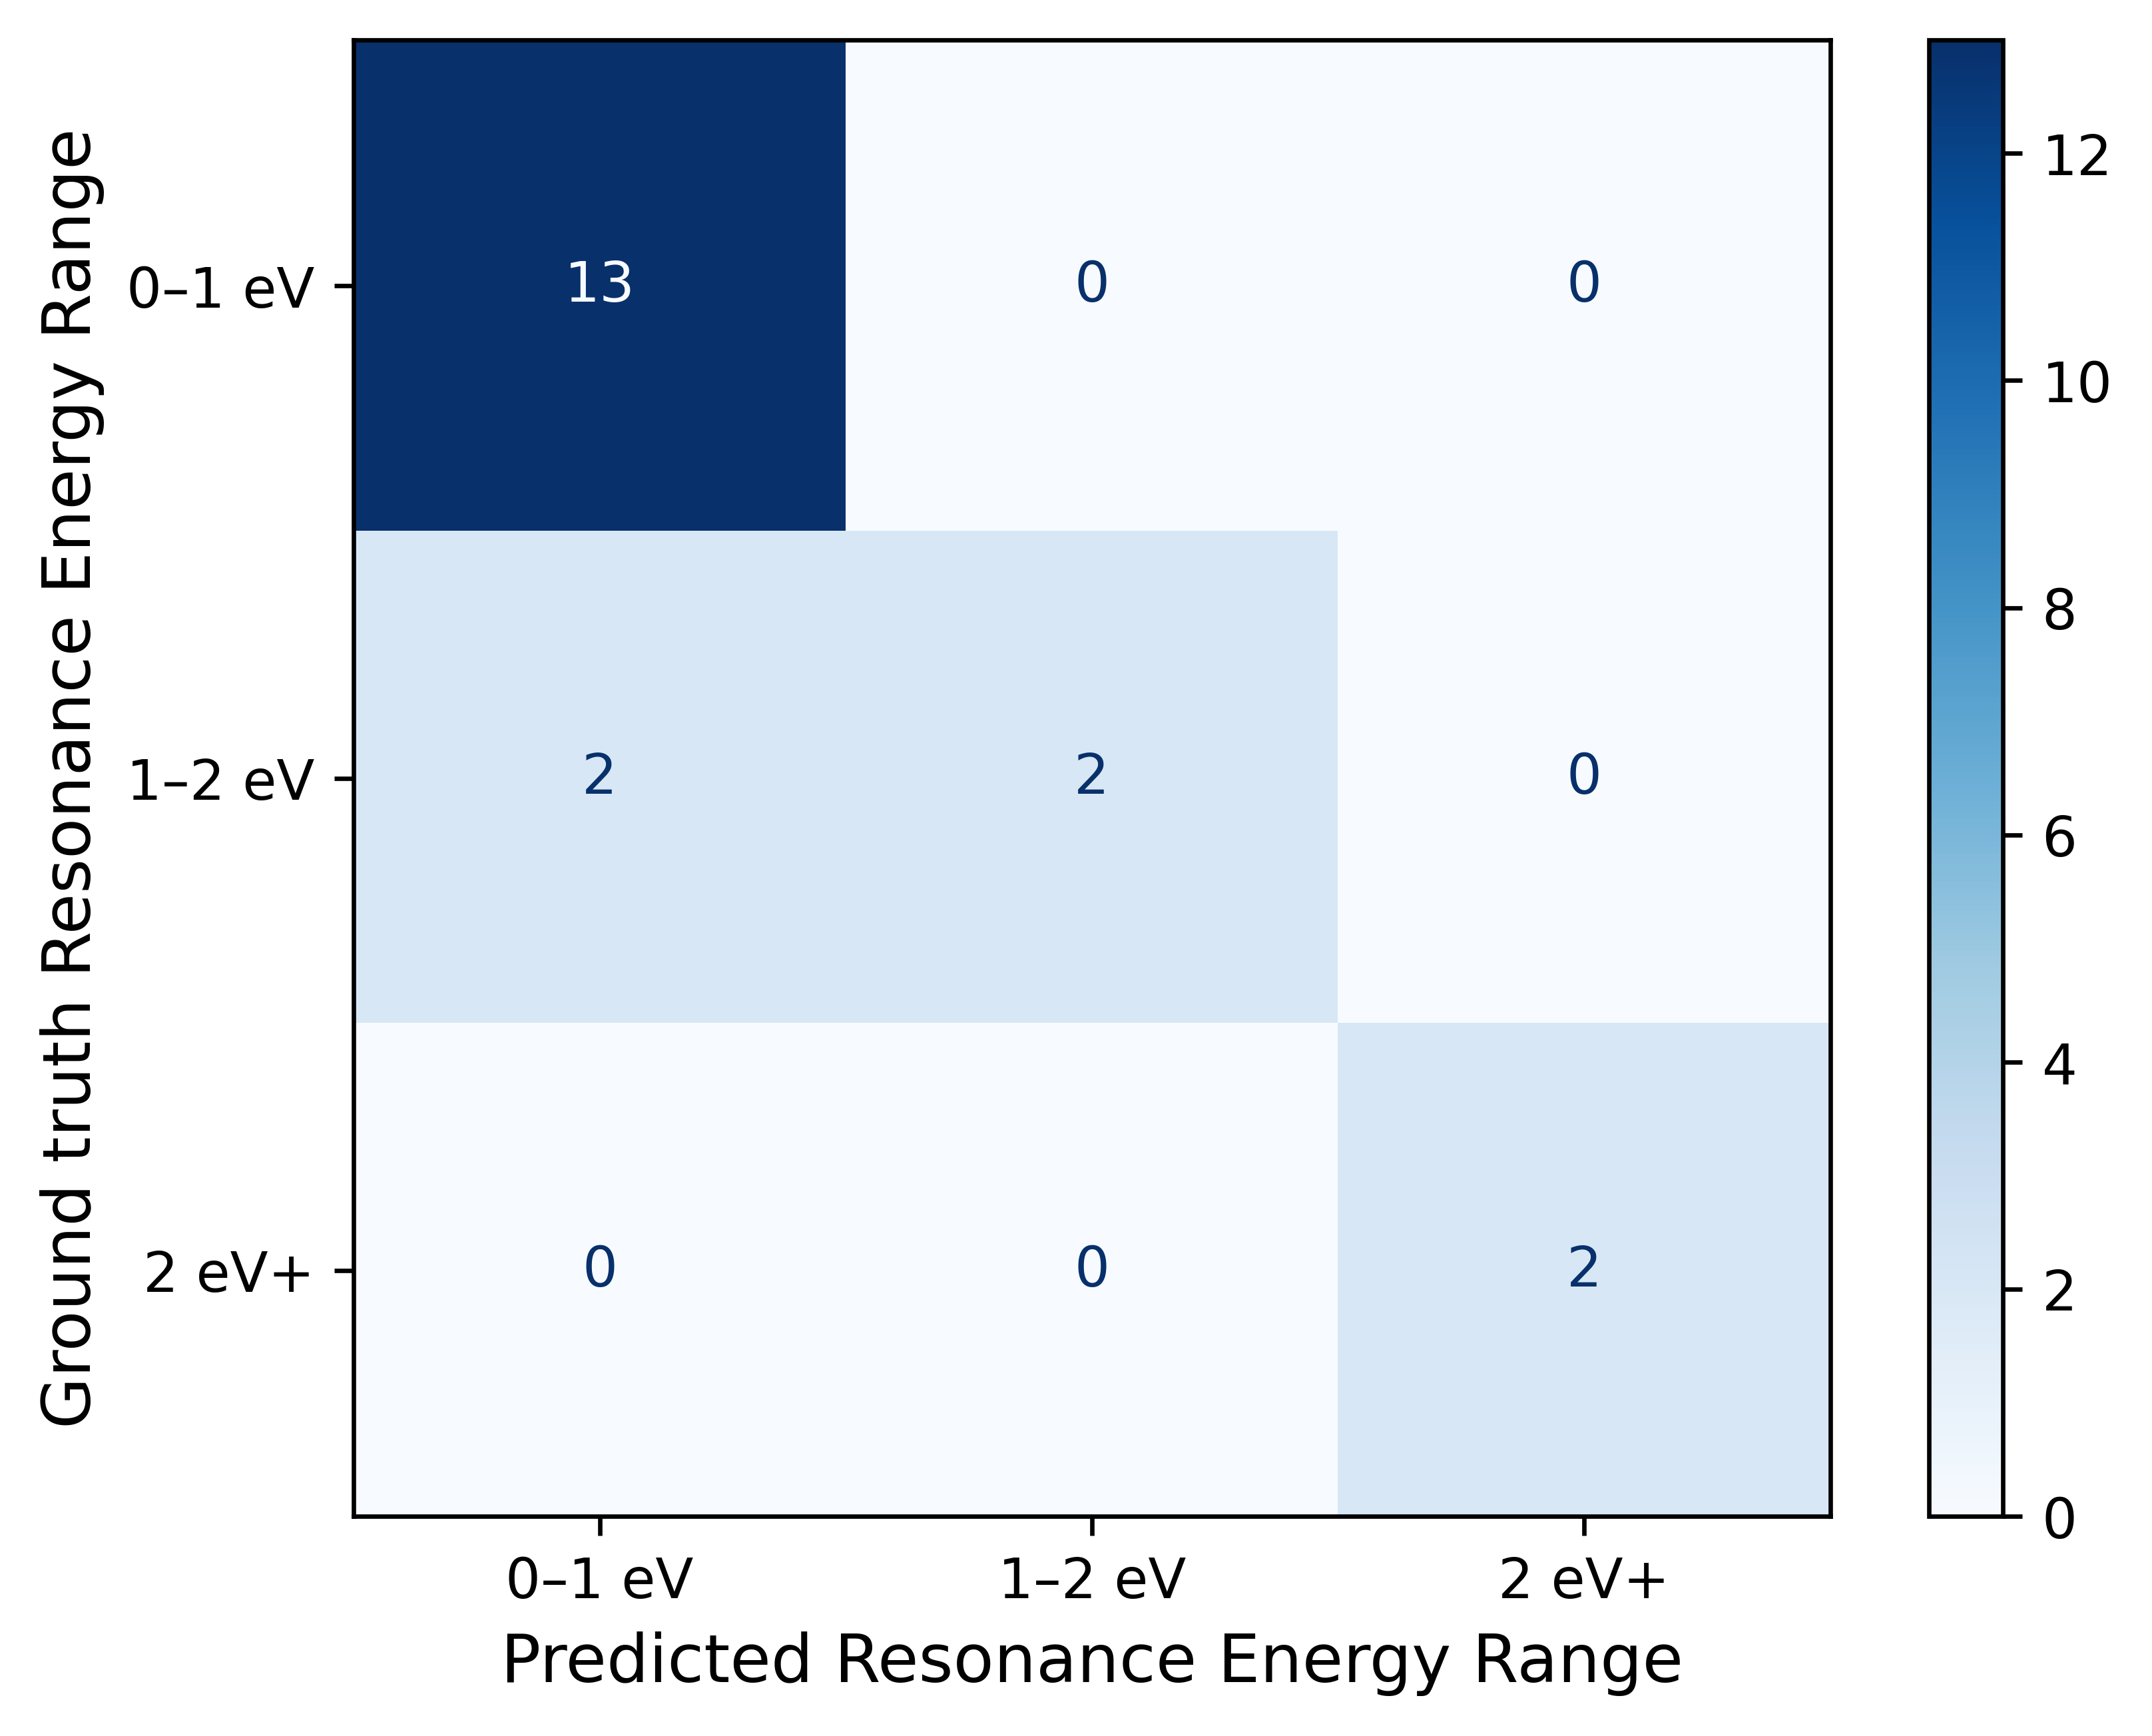 Ground truth Resonance Energy Range
0–1 eV
1–2 eV
2 eV+
13 0 0
2 2 0
0 0 2
0–1 eV 1–2 eV 2 eV+
Predicted Resonance Energy Range
12
10
8
6
4
2
0